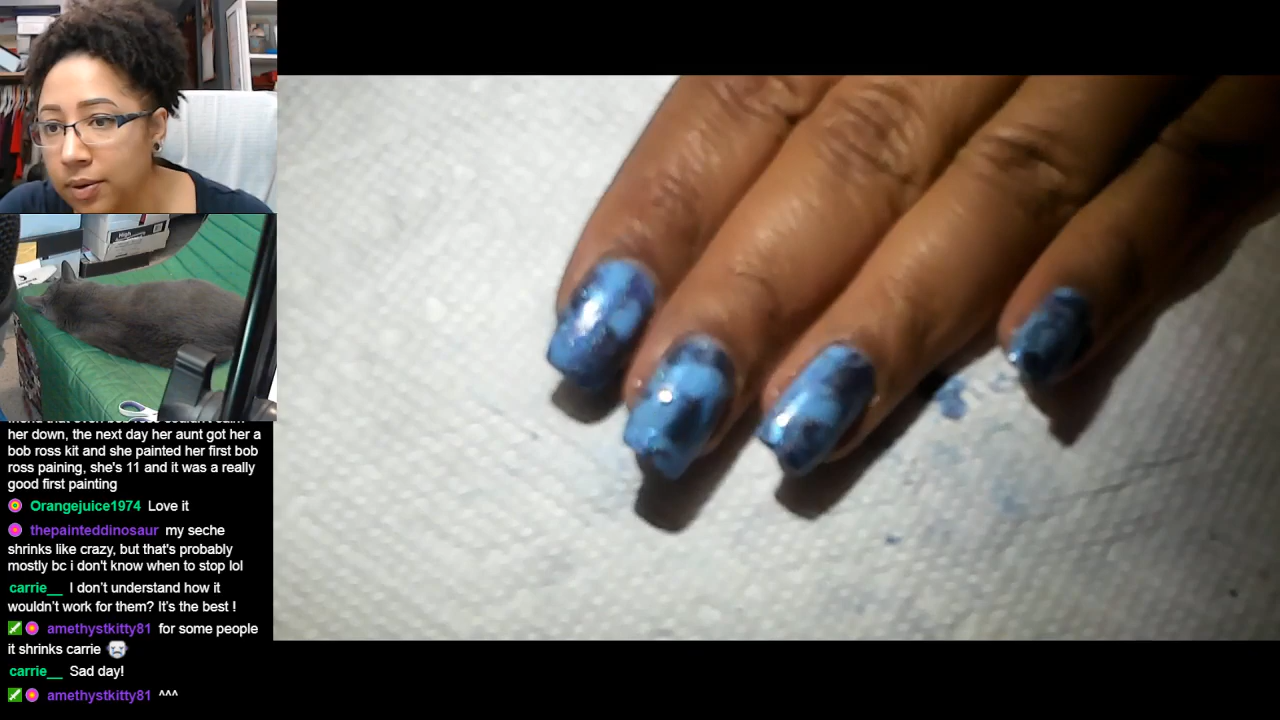 High
her down, the next day her aunt got her a
bob ross kit and she painted her first bob
ross paining, she's 11 and it was a really
good first painting
Orangejuice1974 Love it
thepainteddinosaur my seche
shrinks like crazy, but that's probably
mostly bc i don't know when to stop lol
carrie__ I don't understand how it
wouldn't work for them? It's the best !
amethystkitty81 for some people
it shrinks carrie
carrie__ Sad day!
amethystkitty81 ^^^